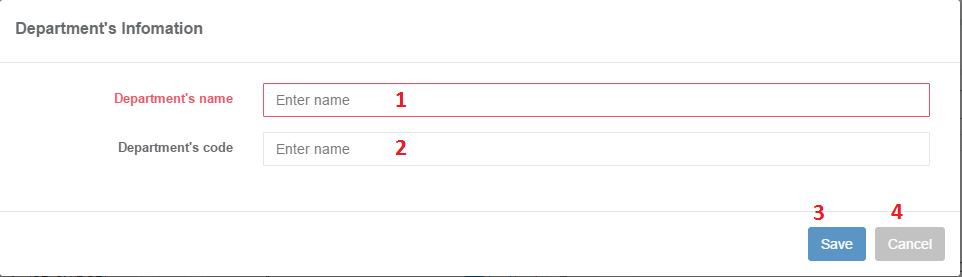 Department's Infomation
Department's name Enter name 1
Department's code Enter name 2
3 4
Save Cancel